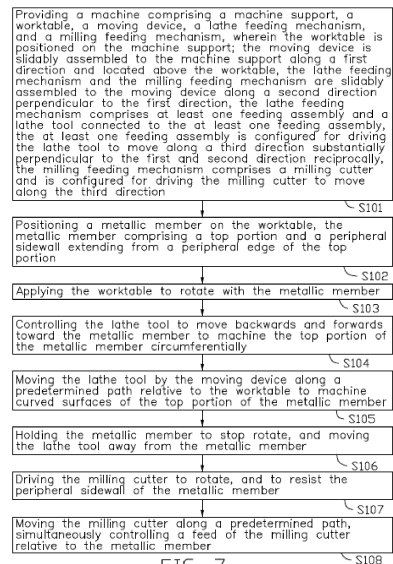 Providing a machine comprising a machine support, a
worktable, a moving device, a lathe feeding mechanism,
and a milling feeding mechanism, wherein the worktable is
positioned on the machine support; the moving device is
slidably assembled to the machine support along a first
direction and located above the worktable, the lathe feeding
mechanism and the milling feeding mechanism are slidably
assembled to the moving device along a second direction
perpendicular to the first direction, the lathe feeding
mechanism comprises at least one feeding assembly and a
lathe tool connected to the at least one feeding assembly,
the at least one feeding assembly is configured for driving
the lathe tool to move along a third direction substantially
perpendicular to the first and second direction reciprocally,
the milling feeding mechanism comprises a milling cutter
and is configured for driving the milling cutter to move
along the third direction
S101
Positioning a metallic member on the worktable, the
metallic member comprising a top portion and a peripheral
sidewall extending from a peripheral edge of the top
portion
S102
Applying the worktable to rotate with the metallic member
S103
Controlling the lathe tool to move backwards and forwards
toward the metallic member to machine the top portion of
the metallic member circumferentially
S104
Moving the lathe tool by the moving device along a
predetermined path relative to the worktable to machine
curved surfaces of the top portion of the metallic member
S105
Holding the metallic member to stop rotate, and moving
the lathe tool away from the metallic member
S106
Driving the milling cutter to rotate, and to resist the
peripheral sidewall of the metallic member
S107
Moving the milling cutter along a predetermined path,
simultaneously controlling a feed of the milling cutter
relative to the metallic member
S108